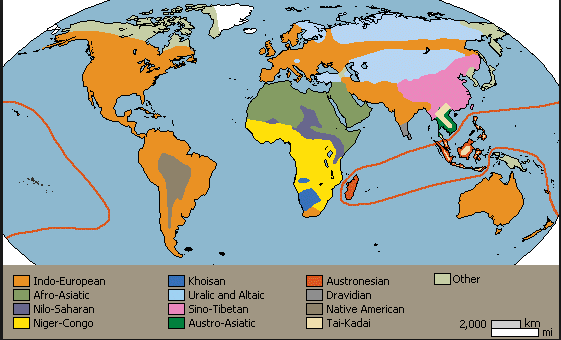 Indo-European
Afro-Asiatic
Nilo-Saharan
Niger-Congo
Khoisan
Uralic and Altaic
Sino-Tibetan
Austro-Asiatic
Austronesian
Dravidian
Native American
Tai-Kadai
Other
2,000 km
mi